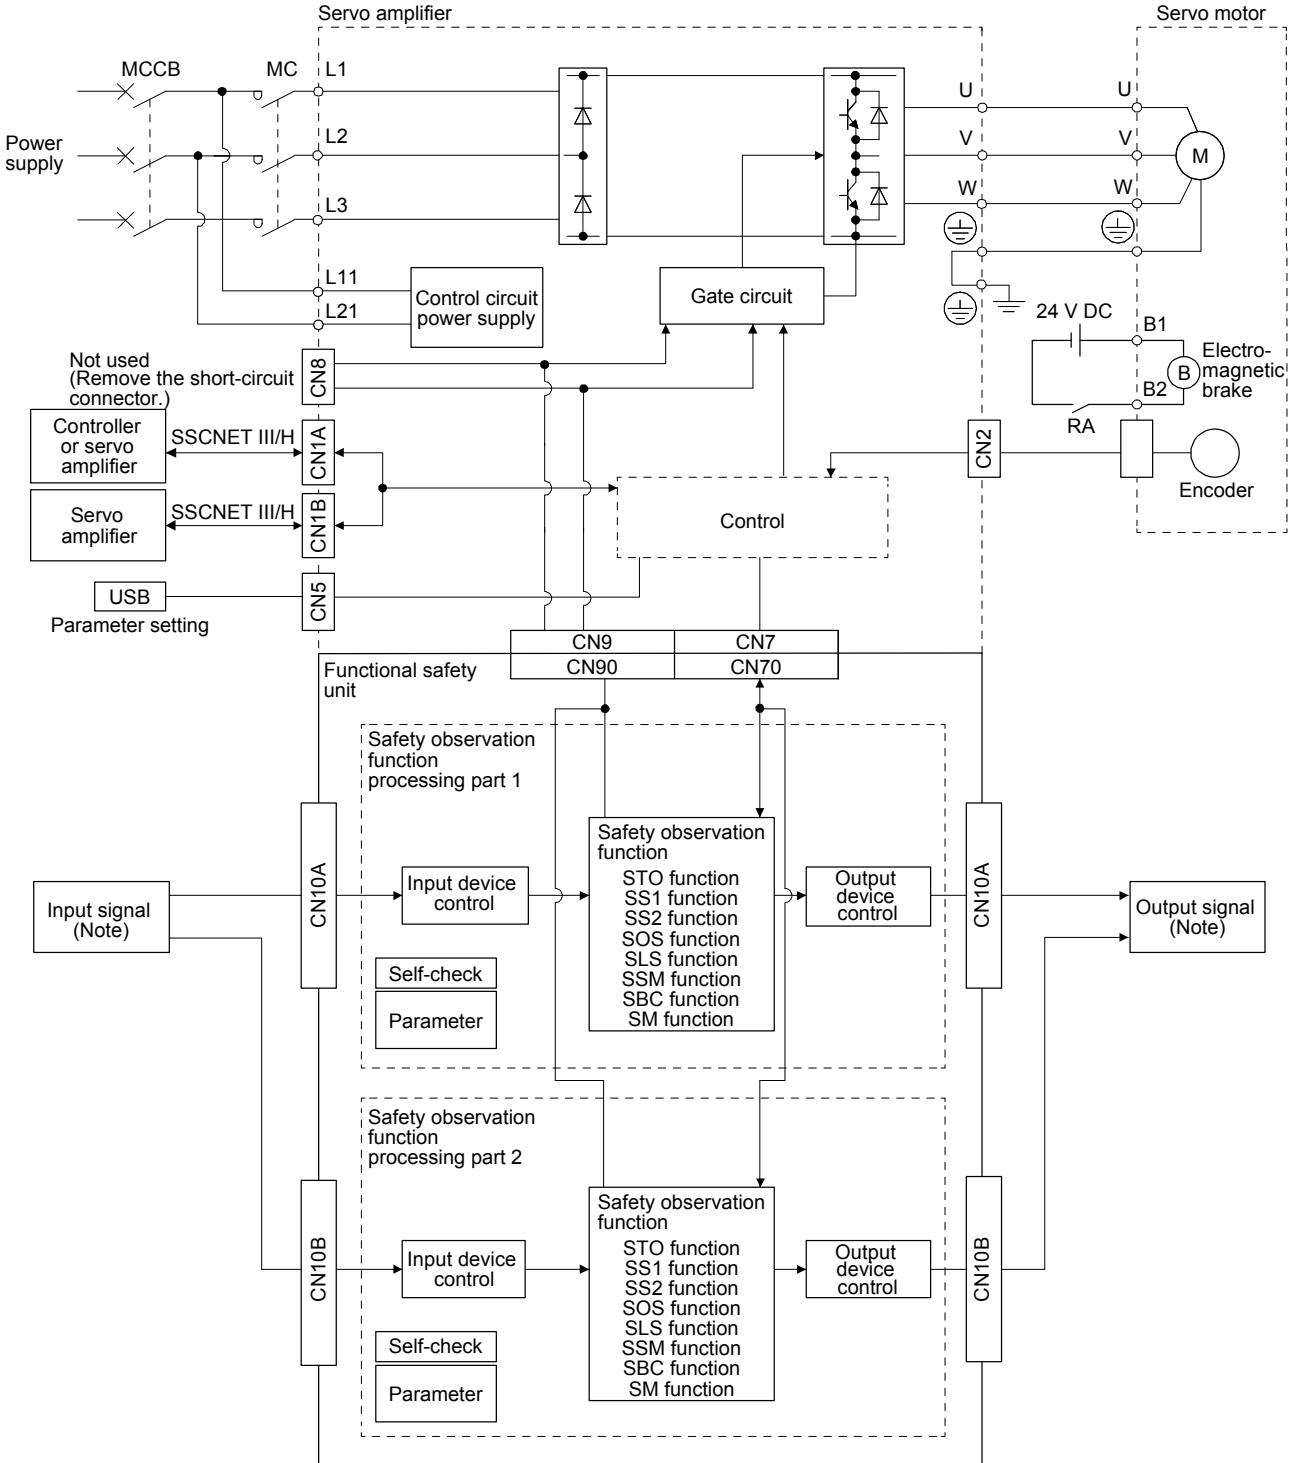 Servo amplifier
Servo motor
MCCB
MC
L1
U
U
Power
supply
L2
V
V
M
L3
W
W
L11
Control circuit
power supply
L21
Gate circuit
24 V DC
B1
Electro-
magnetic
brake
B
B2
RA
Not used
(Remove the short-circuit
connector.)
CN8
Controller
or servo
amplifier
SSCNET III/H
CN1A
CN2
Encoder
Servo
amplifier
SSCNET III/H
CN1B
Control
USB
CN5
Parameter setting
CN9
CN7
CN90
CN70
Functional safety
unit
Safety observation
function
processing part 1
Safety observation
function
STO function
SS1 function
SS2 function
SOS function
SLS function
SSM function
SBC function
SM function
Input signal
(Note)
CN10A
Input device
control
Output
device
control
CN10A
Output signal
(Note)
Self-check
Parameter
Safety observation
function
processing part 2
Safety observation
function
STO function
SS1 function
SS2 function
SOS function
SLS function
SSM function
SBC function
SM function
CN10B
Input device
control
Output
device
control
CN10B
Self-check
Parameter